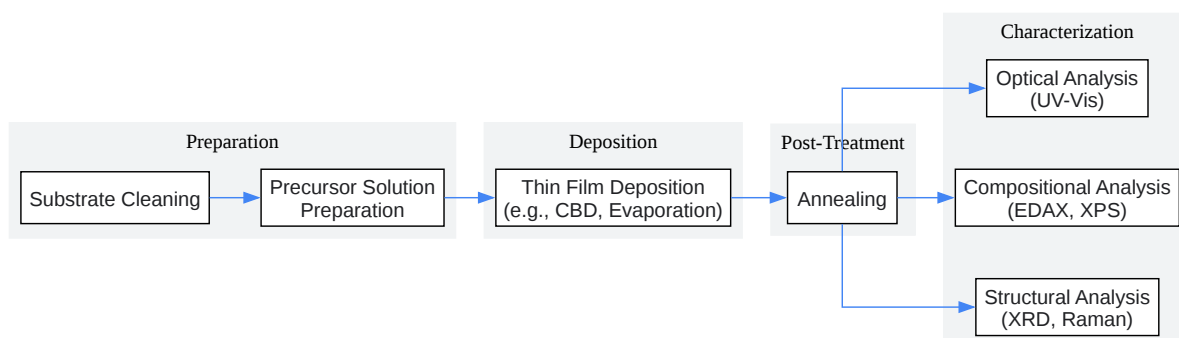 Preparation
Substrate Cleaning
Precursor Solution
Preparation
Deposition
Thin Film Deposition
(e.g., CBD, Evaporation)
Post-Treatment
Annealing
Characterization
Optical Analysis
(UV-Vis)
Compositional Analysis
(EDAX, XPS)
Structural Analysis
(XRD, Raman)